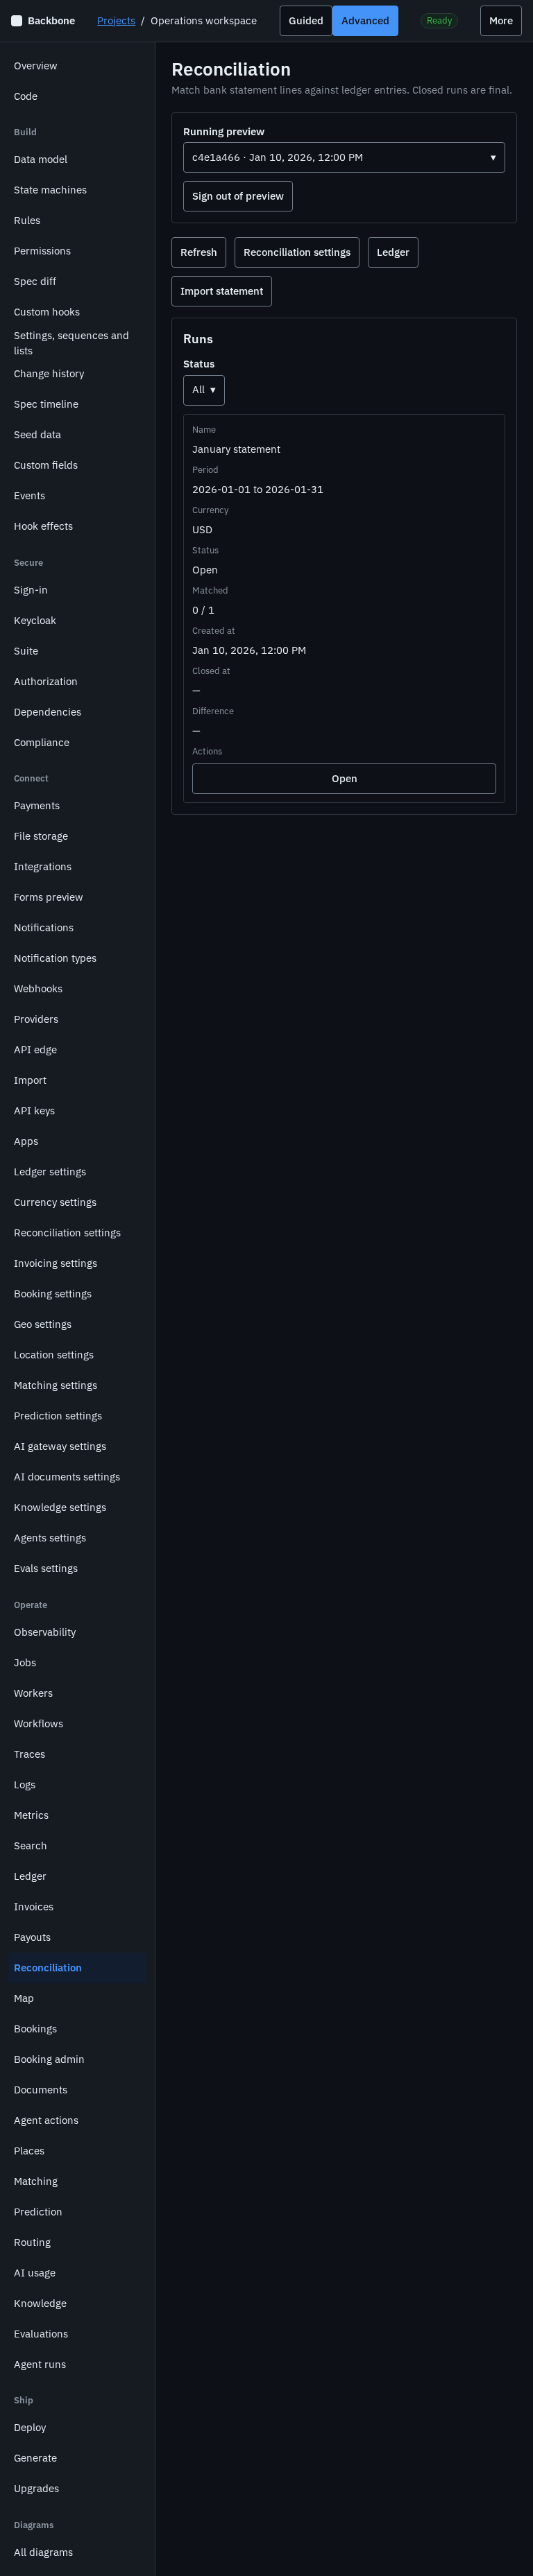 Backbone
Projects / Operations workspace
Guided
Advanced
Ready
More
Overview
Code
Build
Data model
State machines
Rules
Permissions
Spec diff
Custom hooks
Settings, sequences and
lists
Change history
Spec timeline
Seed data
Custom fields
Events
Hook effects
Secure
Sign-in
Keycloak
Suite
Authorization
Dependencies
Compliance
Connect
Payments
File storage
Integrations
Forms preview
Notifications
Notification types
Webhooks
Providers
API edge
Import
API keys
Apps
Ledger settings
Currency settings
Reconciliation settings
Invoicing settings
Booking settings
Geo settings
Location settings
Matching settings
Prediction settings
AI gateway settings
AI documents settings
Knowledge settings
Agents settings
Evals settings
Operate
Observability
Jobs
Workers
Workflows
Traces
Logs
Metrics
Search
Ledger
Invoices
Payouts
Reconciliation
Map
Bookings
Booking admin
Documents
Agent actions
Places
Matching
Prediction
Routing
AI usage
Knowledge
Evaluations
Agent runs
Ship
Deploy
Generate
Upgrades
Diagrams
All diagrams
Reconciliation
Match bank statement lines against ledger entries. Closed runs are final.
Running preview
c4e1a466 · Jan 10, 2026, 12:00 PM ▾
Sign out of preview
Refresh
Reconciliation settings
Ledger
Import statement
Runs
Status
All ▾
Name
January statement
Period
2026-01-01 to 2026-01-31
Currency
USD
Status
Open
Matched
0 / 1
Created at
Jan 10, 2026, 12:00 PM
Closed at
—
Difference
—
Actions
Open